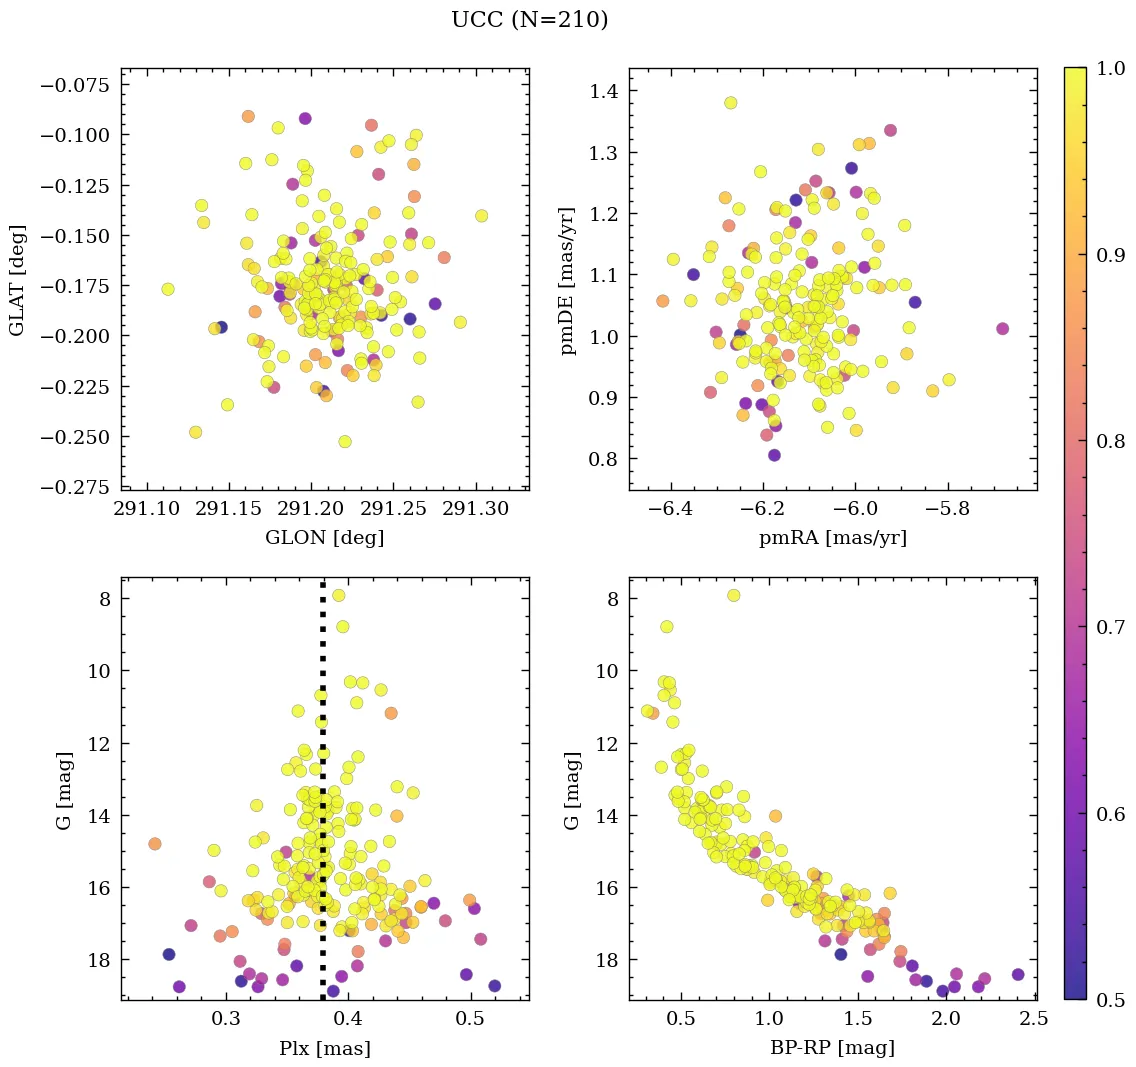 UCC (N=210)
−0.075
−0.100
−0.125
−0.150
−0.175
−0.200
−0.225
−0.250
−0.275
GLAT [deg]
291.10 291.15 291.20 291.25 291.30
GLON [deg]
1.4
1.3
1.2
1.1
1.0
0.9
0.8
pmDE [mas/yr]
−6.4 −6.2 −6.0 −5.8
pmRA [mas/yr]
8
10
12
14
16
18
G [mag]
0.3 0.4 0.5
Plx [mas]
8
10
12
14
16
18
G [mag]
0.5 1.0 1.5 2.0 2.5
BP-RP [mag]
1.0
0.9
0.8
0.7
0.6
0.5